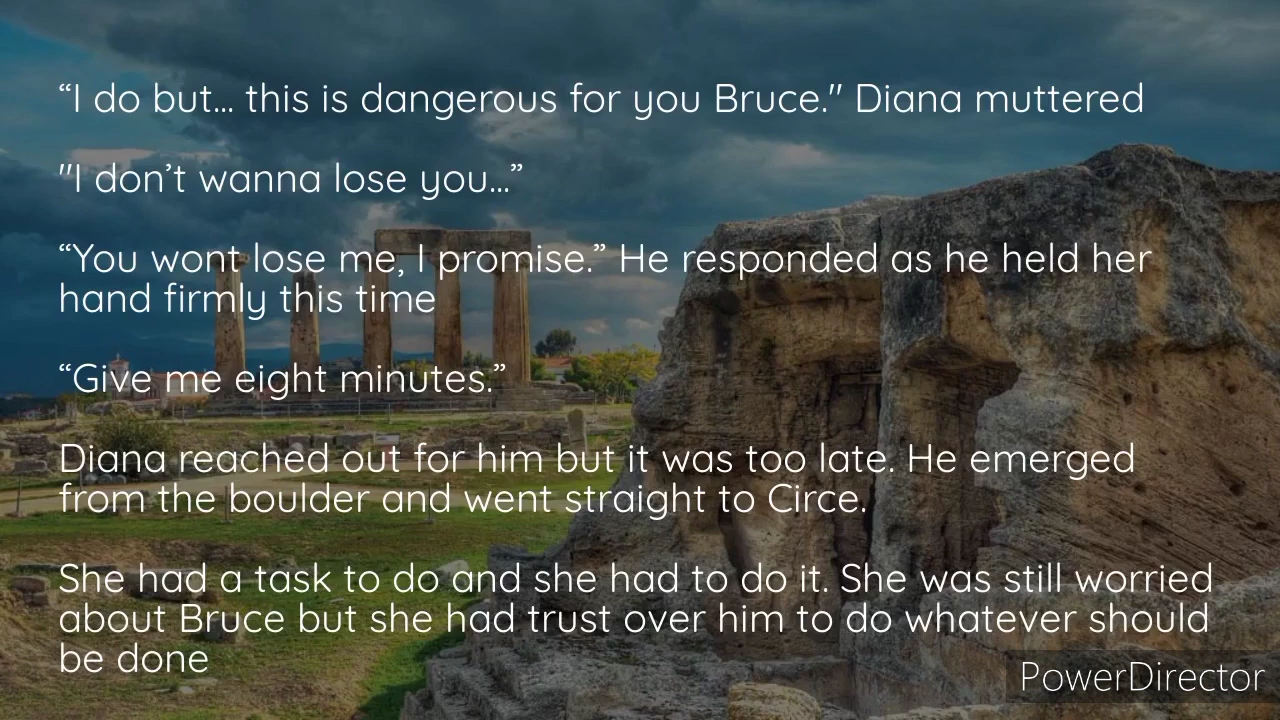 “I do but... this is dangerous for you Bruce." Diana muttered
"I don’t wanna lose you...”
“You wont lose me, I promise.” He responded as he held her
hand firmly this time
“Give me eight minutes.”
Diana reached out for him but it was too late. He emerged
from the boulder and went straight to Circe.
She had a task to do and she had to do it. She was still worried
about Bruce but she had trust over him to do whatever should
be done
PowerDirector